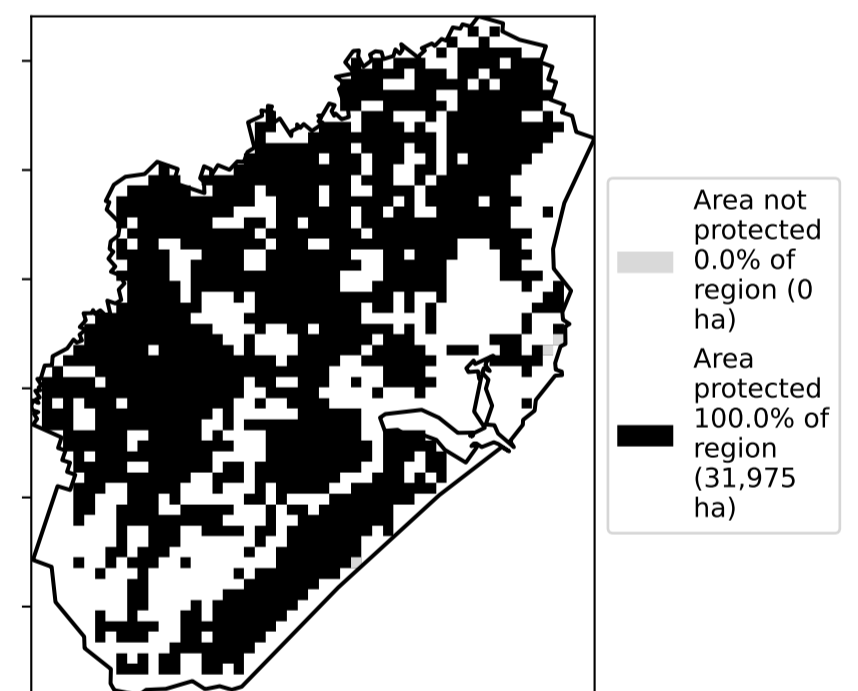 Area not
protected
0.0% of
region (0
ha)
Area
protected
100.0% of
region
(31,975
ha)